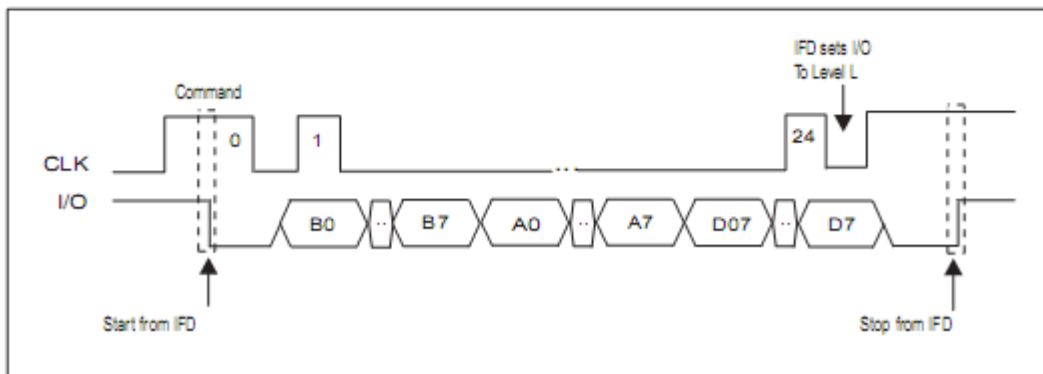 IFD sets I/O
To Level L
Command
0
1
24
CLK
...
I/O
B0
..
B7
A0
..
A7
D07
..
D7
Start from IFD
Stop from IFD